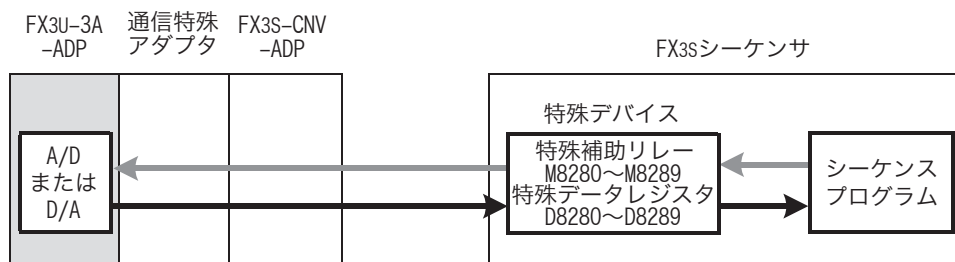 FX3U-3A
-ADP
通信特殊
アダプタ
FX3S-CNV
-ADP
FX3Sシーケンサ
特殊デバイス
A/D
または
D/A
特殊補助リレー
M8280～M8289
特殊データレジスタ
D8280～D8289
シーケンス
プログラム